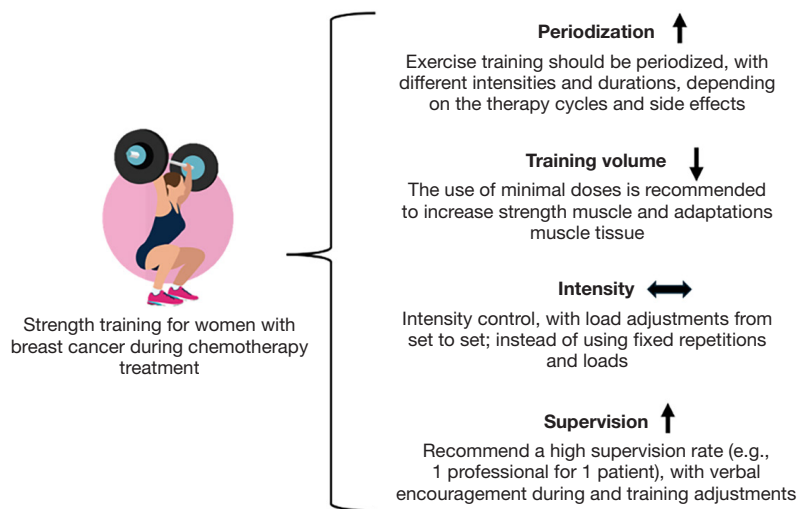 Strength training for women with
breast cancer during chemotherapy
treatment
Periodization
Exercise training should be periodized, with
different intensities and durations, depending
on the therapy cycles and side effects
Training volume
The use of minimal doses is recommended
to increase strength muscle and adaptations
muscle tissue
Intensity
Intensity control, with load adjustments from
set to set; instead of using fixed repetitions
and loads
Supervision
Recommend a high supervision rate (e.g.,
1 professional for 1 patient), with verbal
encouragement during and training adjustments